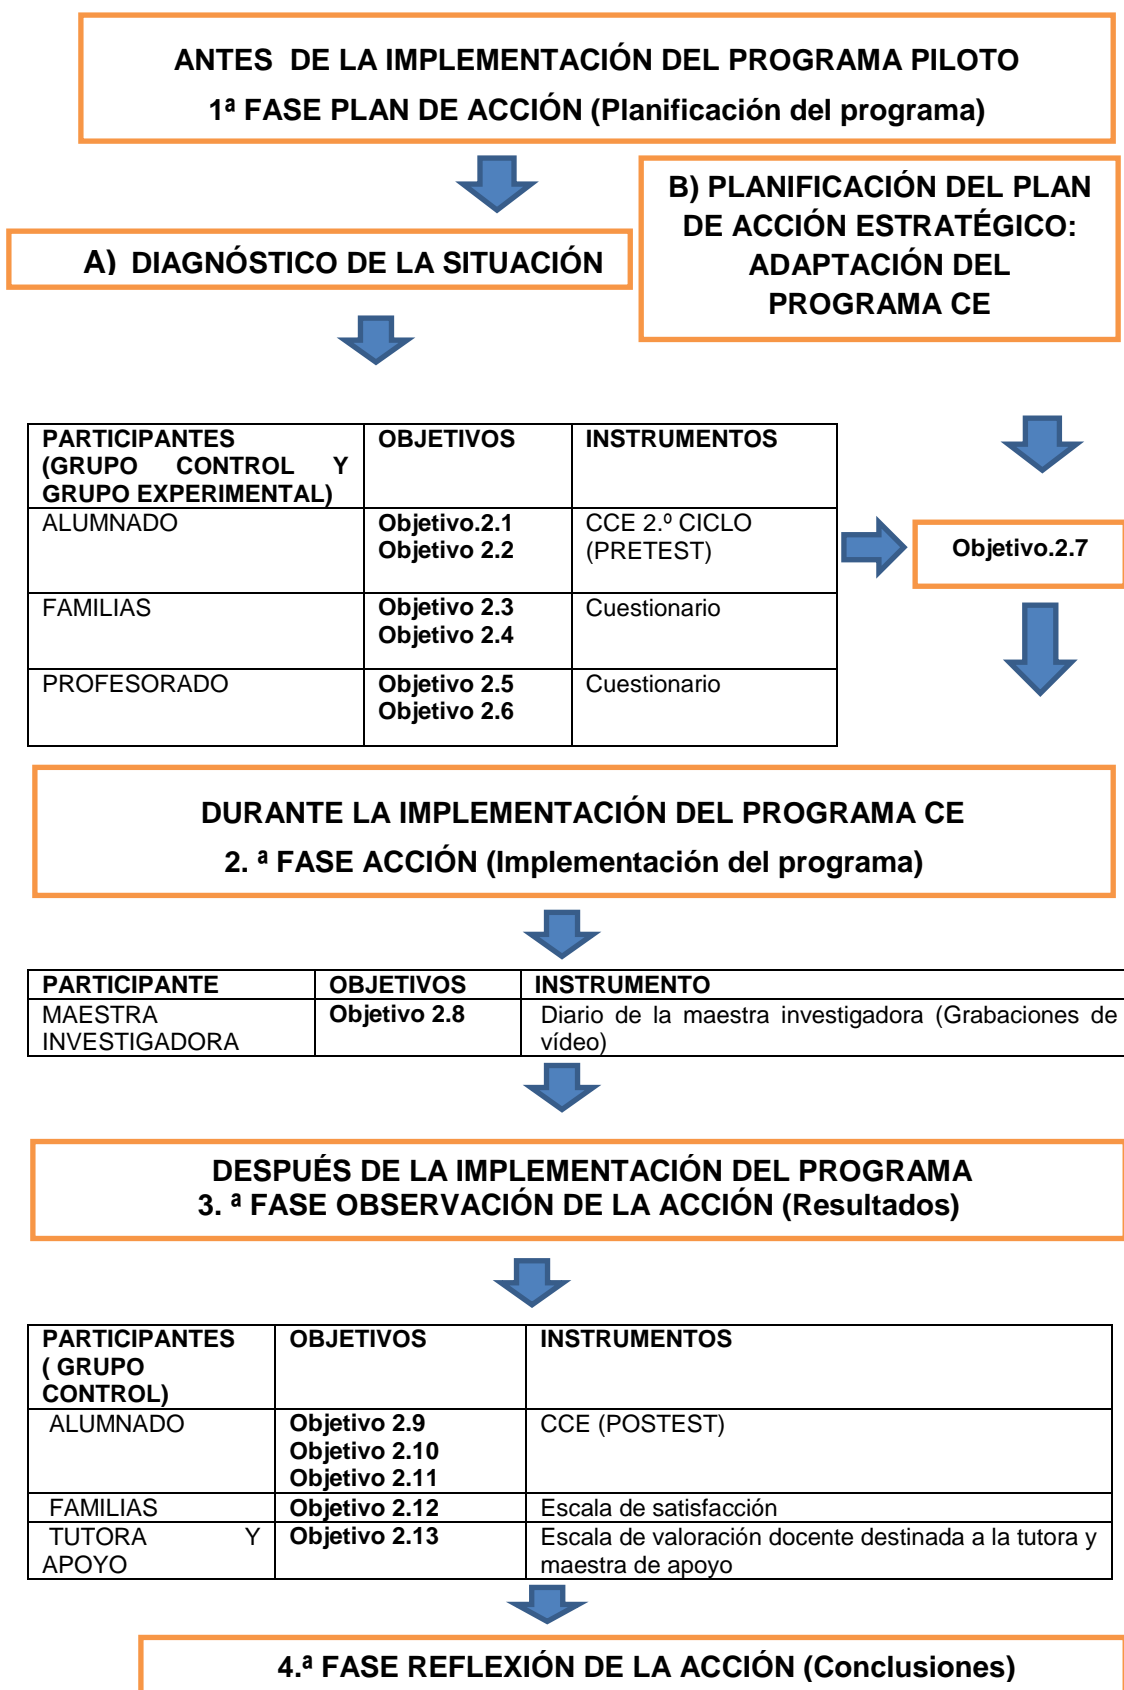 ANTES DE LA IMPLEMENTACIÓN DEL PROGRAMA PILOTO
1ª FASE PLAN DE ACCIÓN (Planificación del programa)
A) DIAGNÓSTICO DE LA SITUACIÓN
B) PLANIFICACIÓN DEL PLAN
DE ACCIÓN ESTRATÉGICO:
ADAPTACIÓN DEL
PROGRAMA CE
PARTICIPANTES
(GRUPO CONTROL Y
GRUPO EXPERIMENTAL)
OBJETIVOS
INSTRUMENTOS
ALUMNADO
Objetivo.2.1
Objetivo 2.2
CCE 2.º CICLO
(PRETEST)
FAMILIAS
Objetivo 2.3
Objetivo 2.4
Cuestionario
PROFESORADO
Objetivo 2.5
Objetivo 2.6
Cuestionario
Objetivo.2.7
DURANTE LA IMPLEMENTACIÓN DEL PROGRAMA CE
2. ª FASE ACCIÓN (Implementación del programa)
PARTICIPANTE
OBJETIVOS
INSTRUMENTO
MAESTRA
INVESTIGADORA
Objetivo 2.8
Diario de la maestra investigadora (Grabaciones de
vídeo)
DESPUÉS DE LA IMPLEMENTACIÓN DEL PROGRAMA
3. ª FASE OBSERVACIÓN DE LA ACCIÓN (Resultados)
PARTICIPANTES
( GRUPO
CONTROL)
OBJETIVOS
INSTRUMENTOS
ALUMNADO
Objetivo 2.9
Objetivo 2.10
Objetivo 2.11
CCE (POSTEST)
FAMILIAS
Objetivo 2.12
Escala de satisfacción
TUTORA Y
APOYO
Objetivo 2.13
Escala de valoración docente destinada a la tutora y
maestra de apoyo
4.ª FASE REFLEXIÓN DE LA ACCIÓN (Conclusiones)